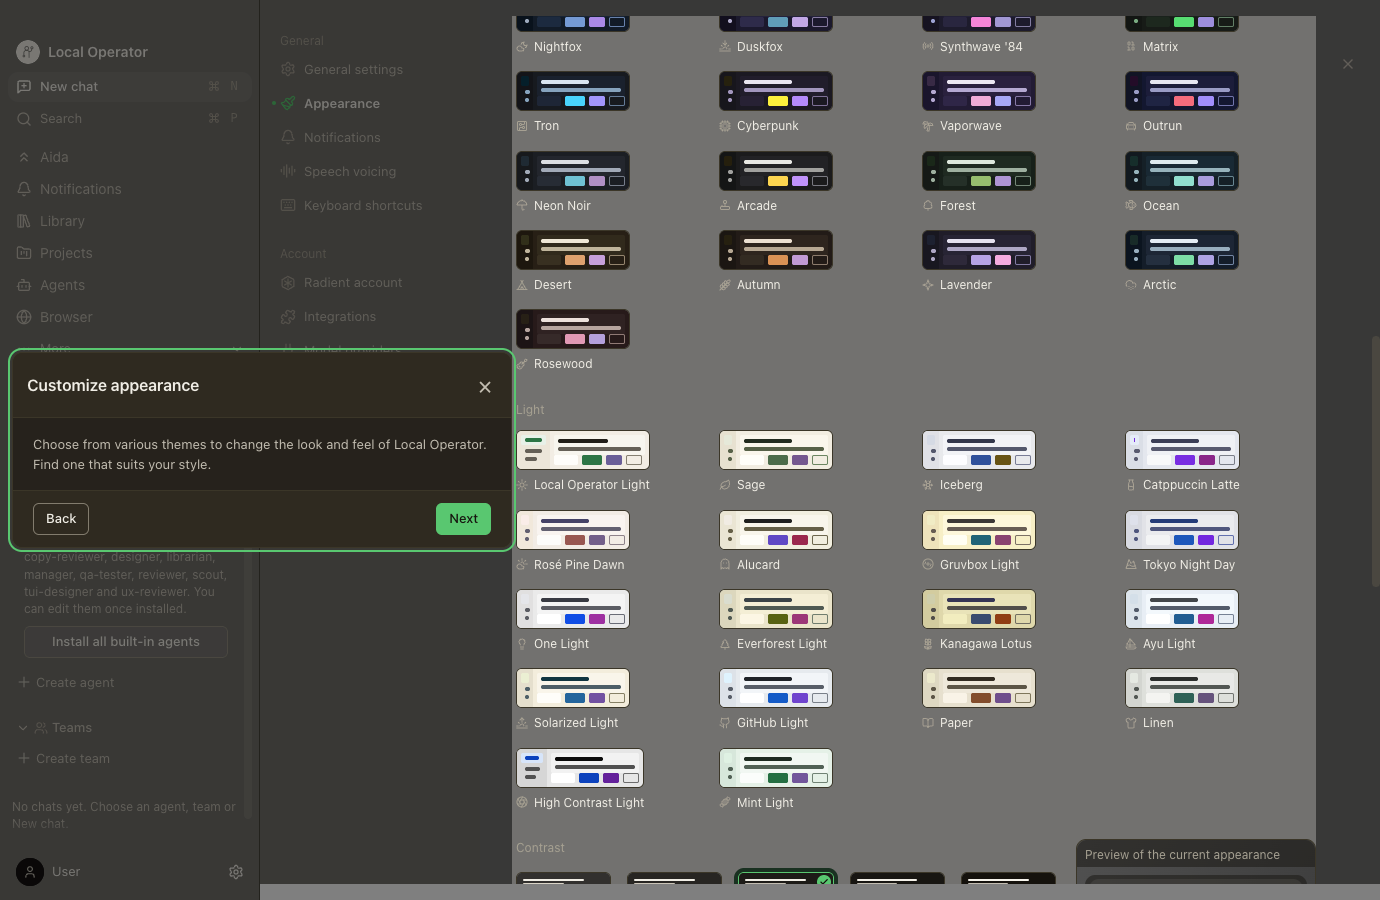 Local Operator
New chat
⌘ N
Search
⌘ P
Aida
Notifications
Library
Projects
Agents
Browser
More
copy-reviewer, designer, librarian,
manager, qa-tester, reviewer, scout,
tui-designer and ux-reviewer. You
can edit them once installed.
Install all built-in agents
Create agent
Teams
Create team
No chats yet. Choose an agent, team or
New chat.
User
General
General settings
Appearance
Notifications
Speech voicing
Keyboard shortcuts
Account
Radient account
Integrations
Model providers
Customize appearance
Choose from various themes to change the look and feel of Local Operator.
Find one that suits your style.
Back
Next
Nightfox
Duskfox
Synthwave '84
Matrix
Tron
Cyberpunk
Vaporwave
Outrun
Neon Noir
Arcade
Forest
Ocean
Desert
Autumn
Lavender
Arctic
Rosewood
Light
Local Operator Light
Sage
Iceberg
Catppuccin Latte
Rosé Pine Dawn
Alucard
Gruvbox Light
Tokyo Night Day
One Light
Everforest Light
Kanagawa Lotus
Ayu Light
Solarized Light
GitHub Light
Paper
Linen
High Contrast Light
Mint Light
Contrast
Preview of the current appearance